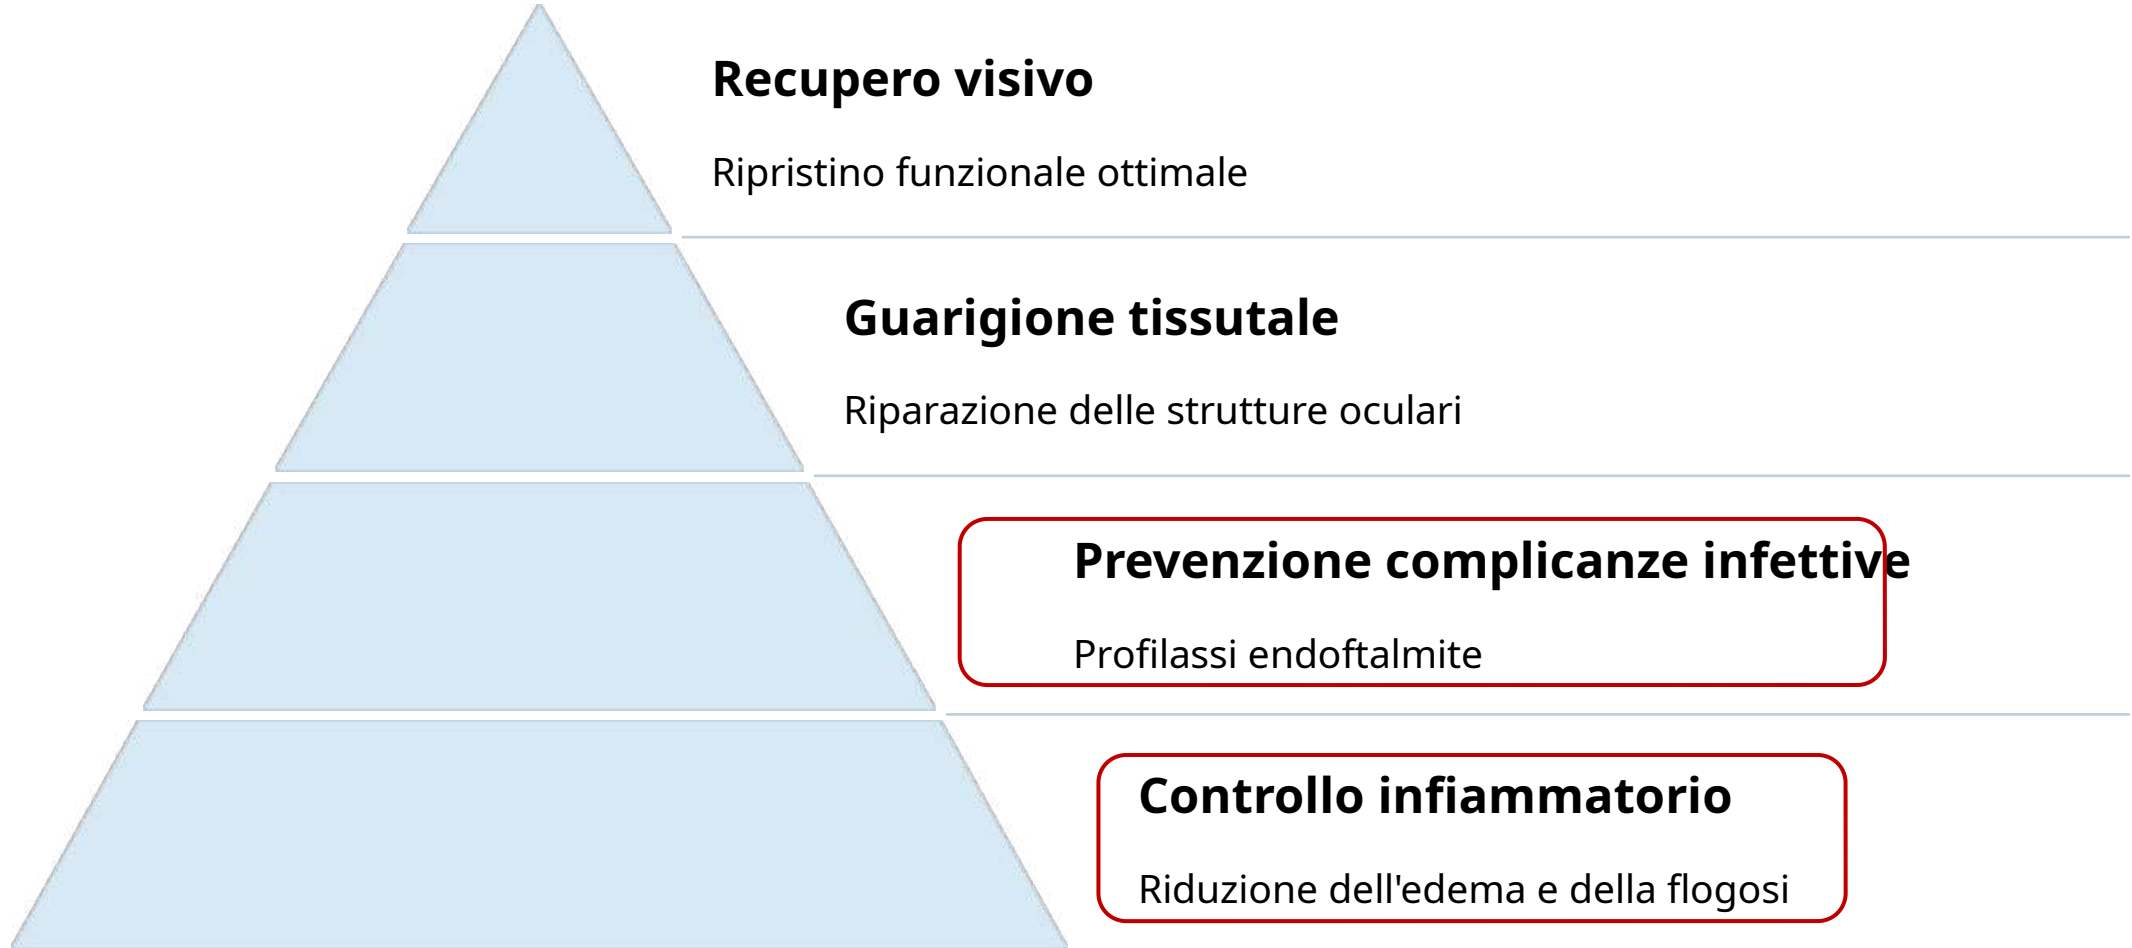 Recupero visivo
Ripristino funzionale ottimale
Guarigione tissutale
Riparazione delle strutture oculari
Prevenzione complicanze infettive
Profilassi endoftalmite
Controllo infiammatorio
Riduzione dell'edema e della flogosi